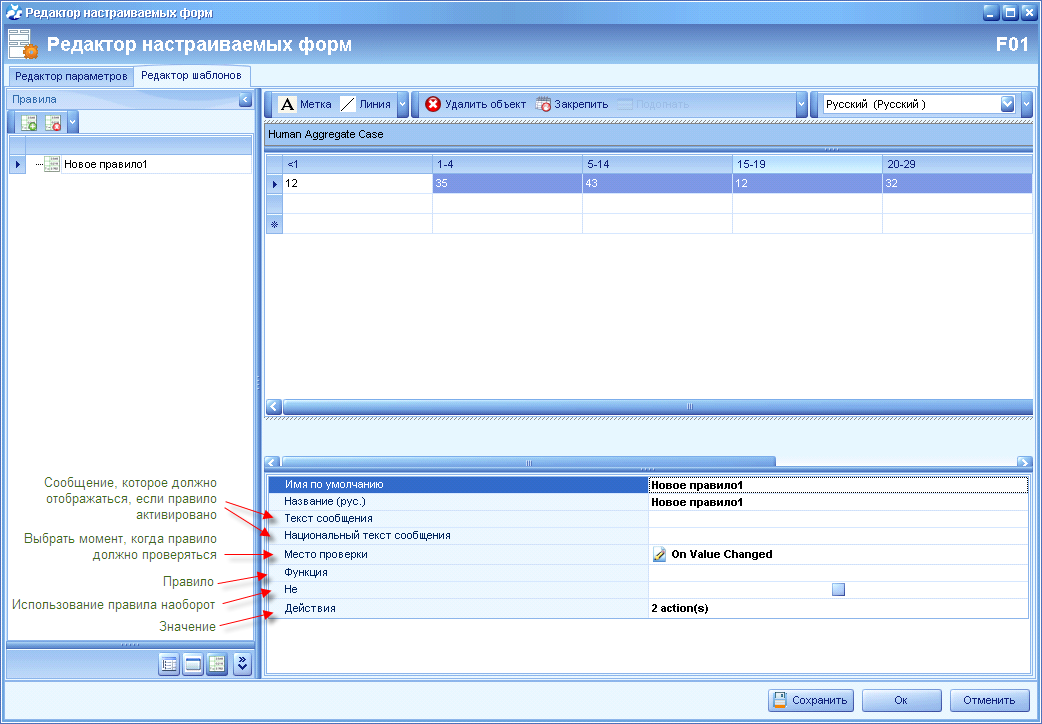 Редактор настраиваемых форм
Редактор настраиваемых форм
F01
Редактор параметров
Редактор шаблонов
Правила
Новое правило1
A Метка
Линия
Удалить объект
Закрепить
Подогнать
Русский (Русский )
Human Aggregate Case
<1 1-4 5-14 15-19 20-29
12 35 43 12 32
Сообщение, которое должно
отображаться, если правило
активировано
Выбрать момент, когда правило
должно проверяться
Правило
Использование правила наоборот
Значение
Имя по умолчанию Новое правило1
Название (рус.) Новое правило1
Текст сообщения
Национальный текст сообщения
Место проверки On Value Changed
Функция
Не
Действия 2 action(s)
Сохранить
Ок
Отменить